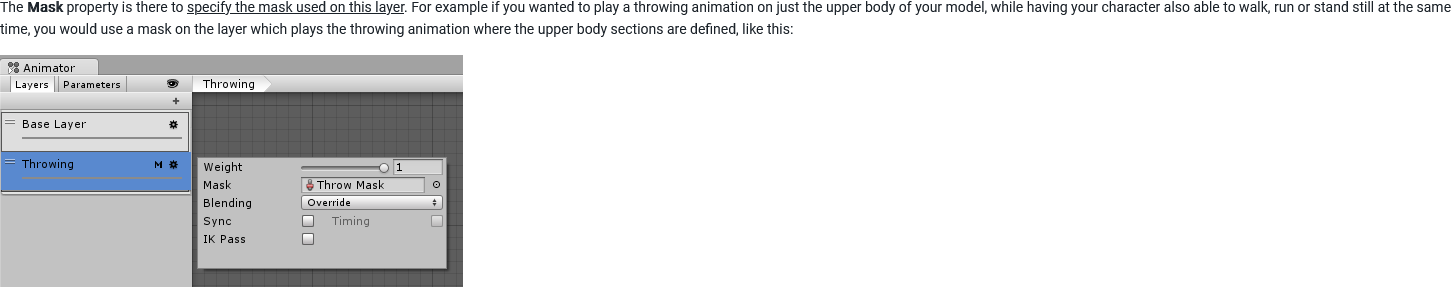 The Mask property is there to specify the mask used on this layer. For example if you wanted to play a throwing animation on just the upper body of your model, while having your character also able to walk, run or stand still at the same
time, you would use a mask on the layer which plays the throwing animation where the upper body sections are defined, like this:
Animator
Layers Parameters Throwing
+
Base Layer
Throwing M
Weight 1
Mask Throw Mask
Blending Override
Sync Timing
IK Pass